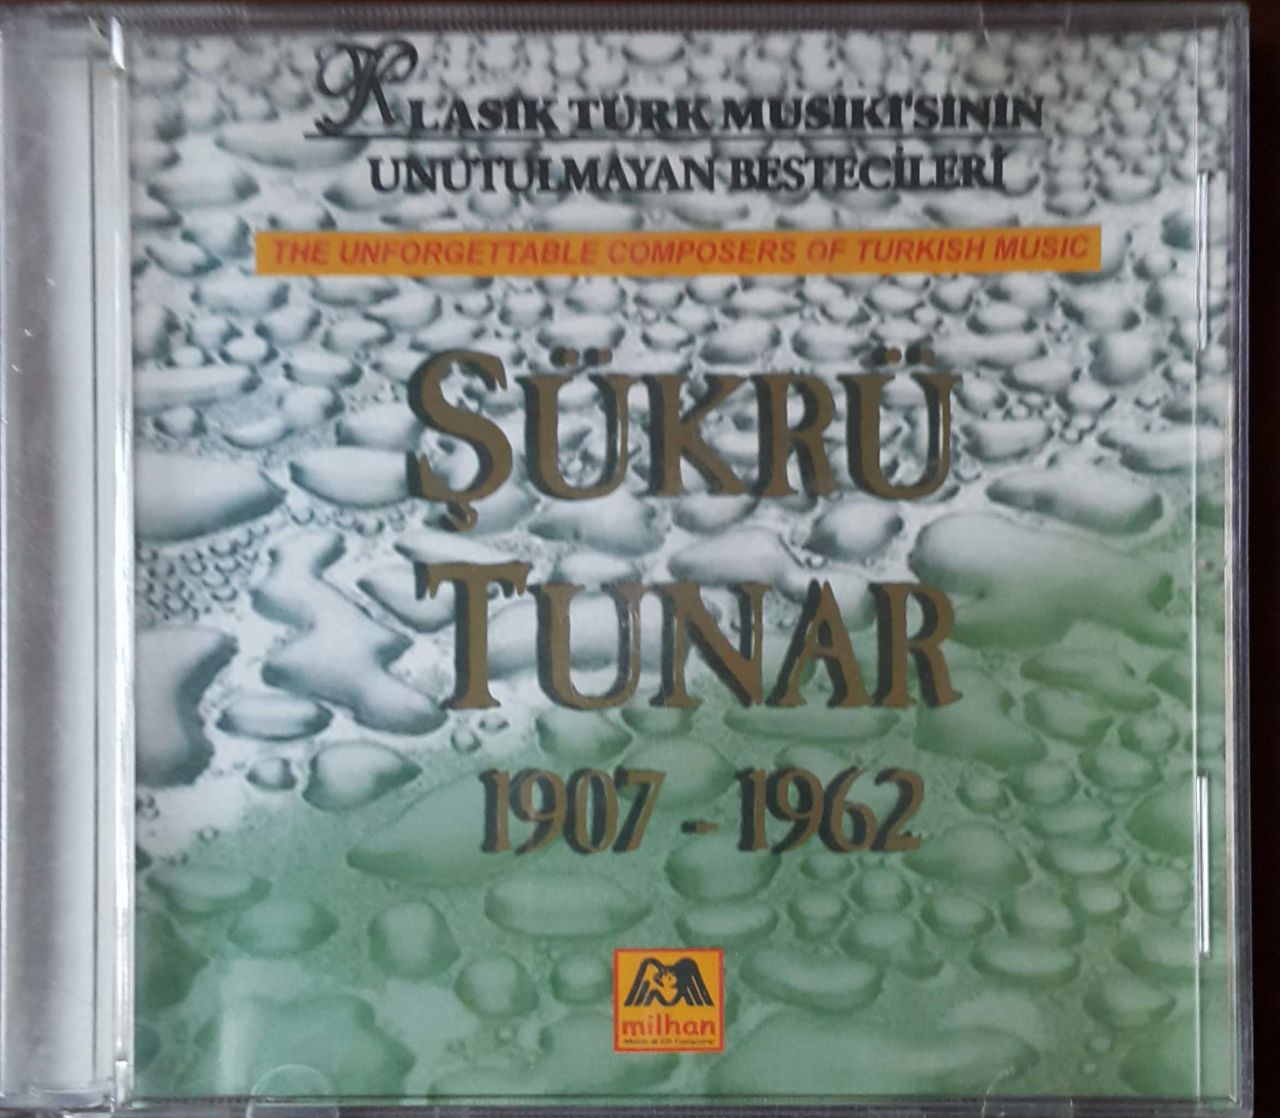 KLASİK TÜRK MUSİKİ'SİNİN
UNUTULMAYAN BESTECİLERİ
THE UNFORGETTABLE COMPOSERS OF TURKISH MUSIC
ŞÜKRÜ
TUNAR
1907 - 1962
milhan